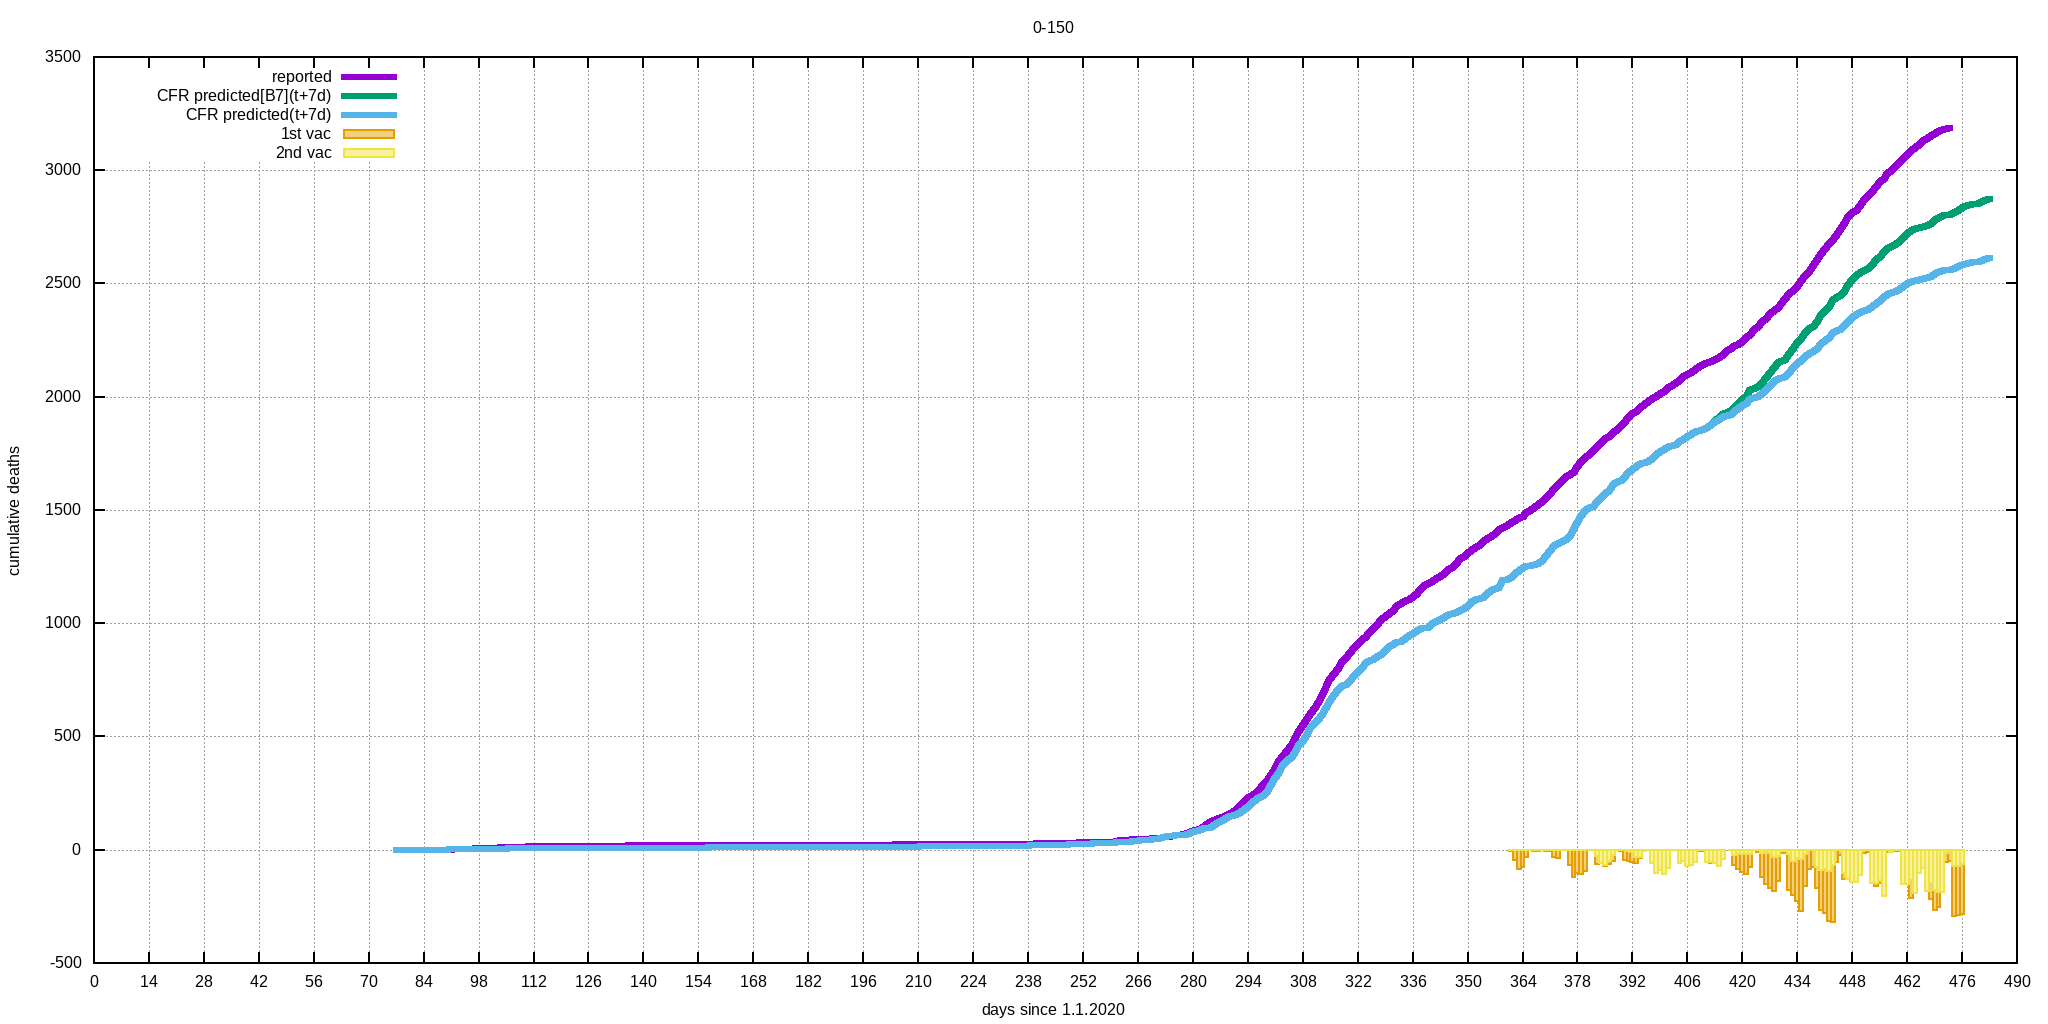 0-150
3500
3000
2500
2000
1500
1000
500
0
-500
cumulative deaths
reported
CFR predicted[B7](t+7d)
CFR predicted(t+7d)
1st vac
2nd vac
0 14 28 42 56 70 84 98 112 126 140 154 168 182 196 210 224 238 252 266 280 294 308 322 336 350 364 378 392 406 420 434 448 462 476 490
days since 1.1.2020